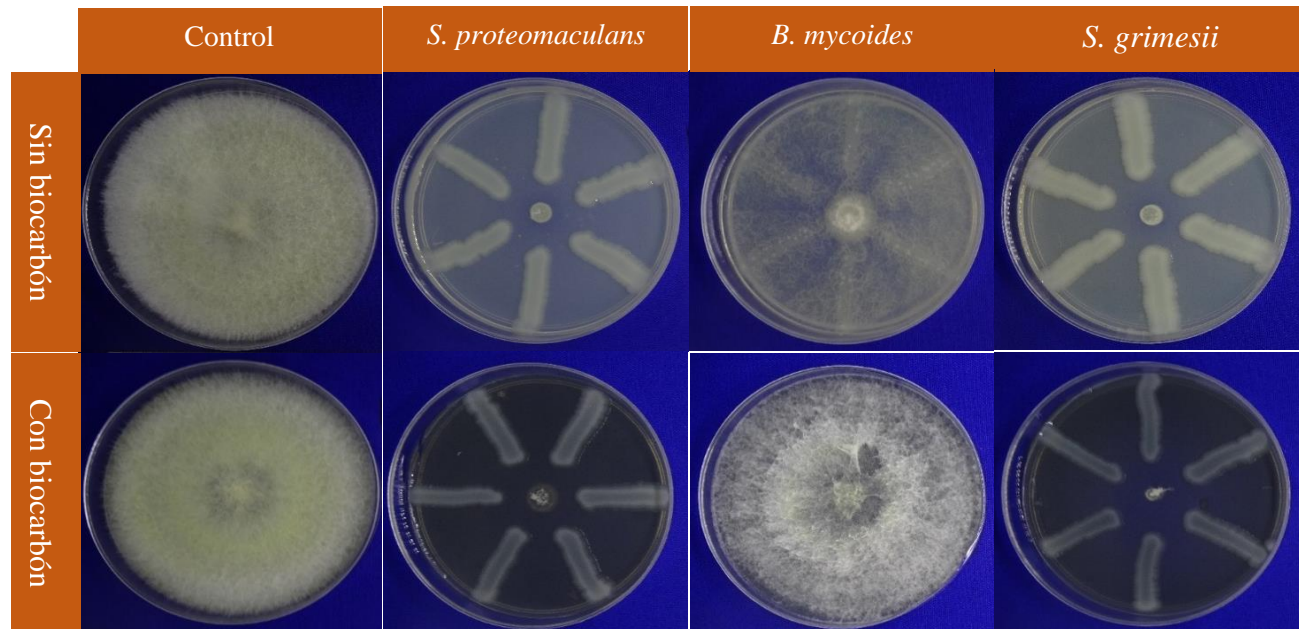 Control
S. proteomaculans
B. mycoides
S. grimesii
Sin biocarbón
Con biocarbón